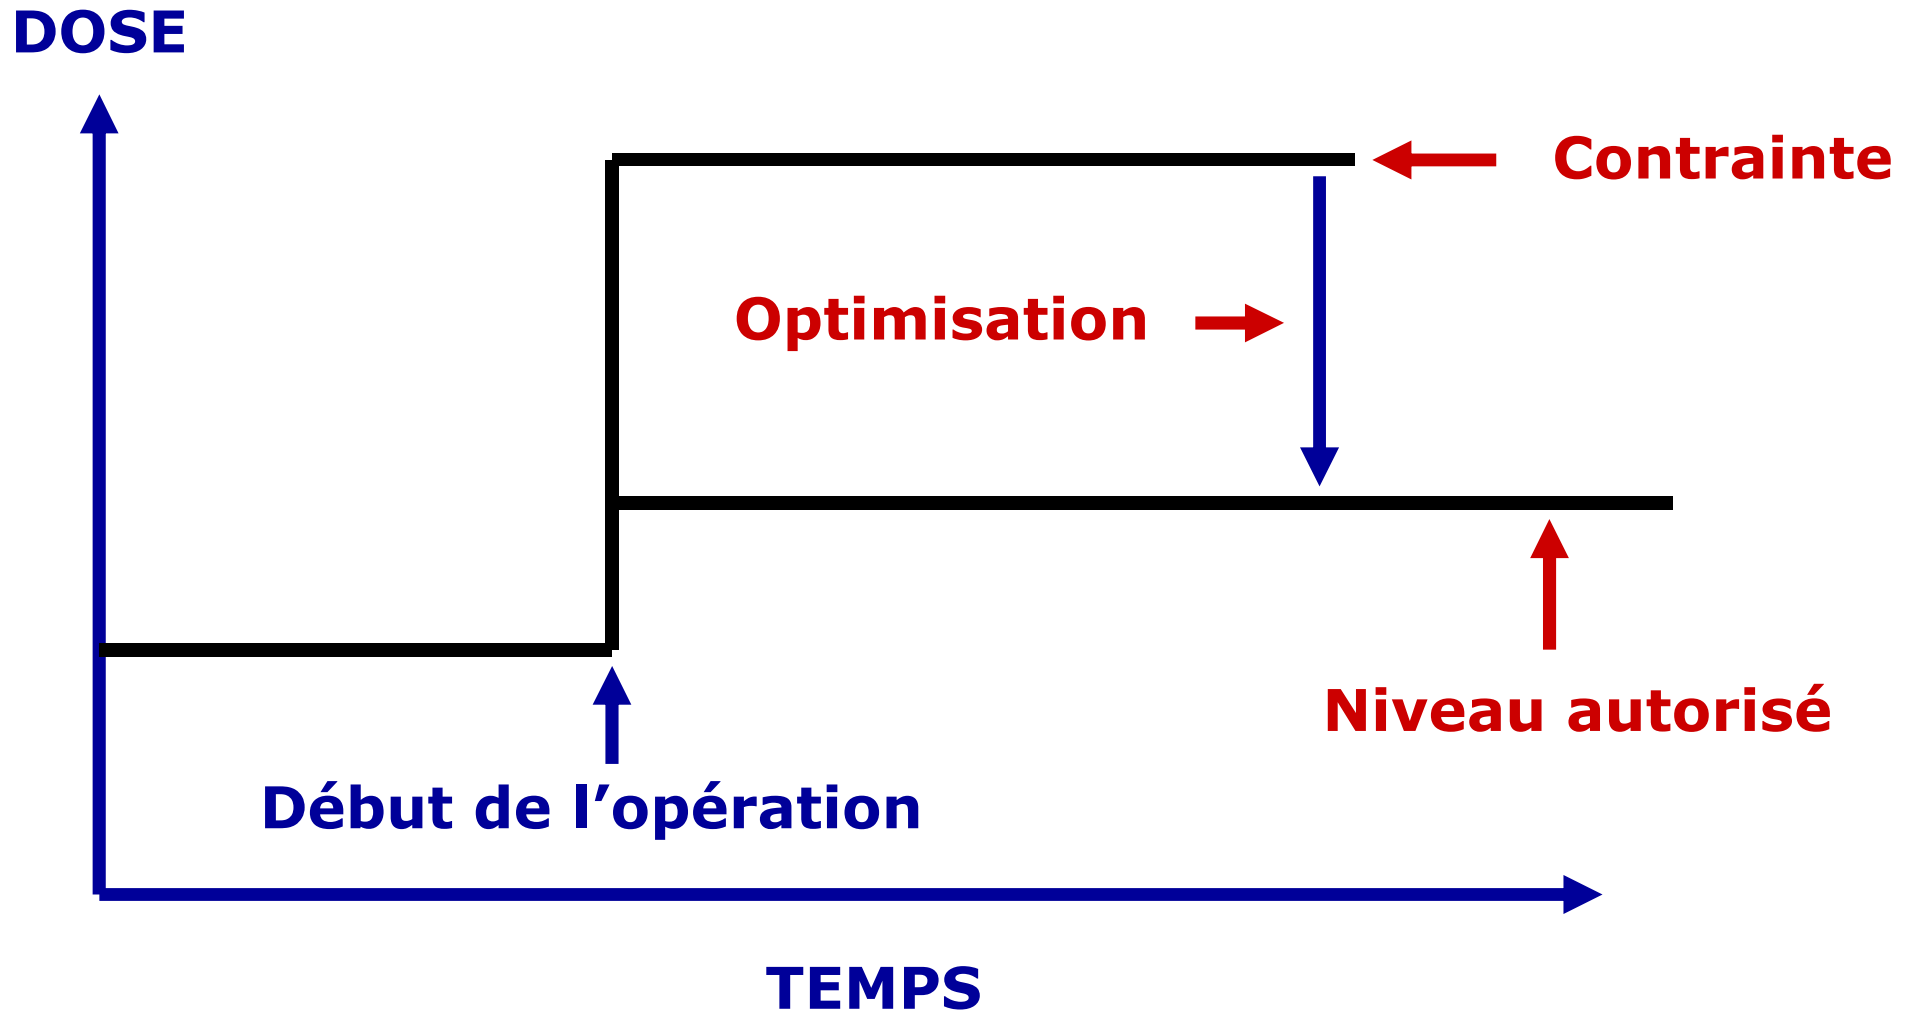 DOSE
Contrainte
Optimisation
Niveau autorisé
Début de l’opération
TEMPS